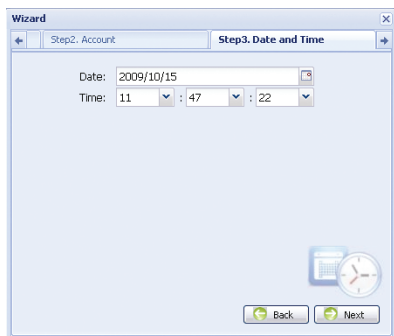 Wizard
Step2. Account Step3. Date and Time
Date: 2009/10/15
Time: 11 : 47 : 22
Back Next